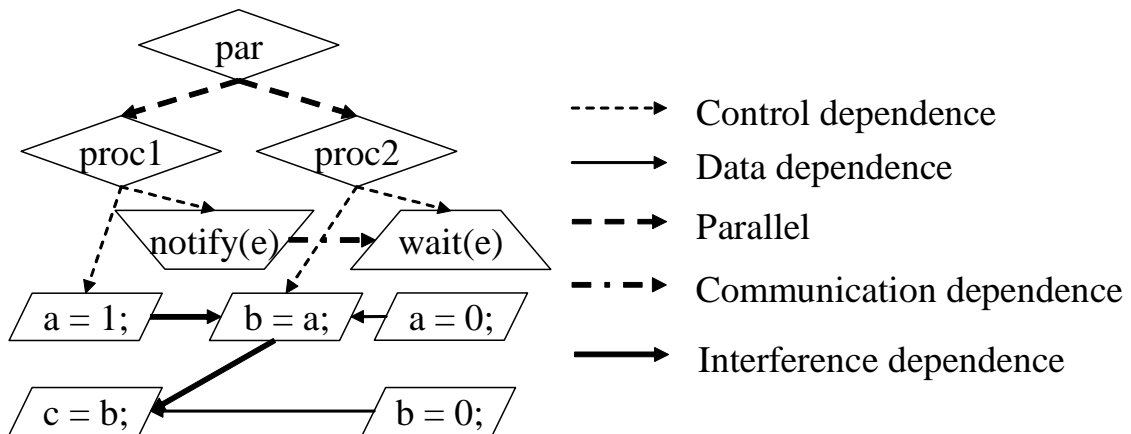 par
proc1
proc2
notify(e)
wait(e)
a = 1;
b = a;
a = 0;
c = b;
b = 0;
Control dependence
Data dependence
Parallel
Communication dependence
Interference dependence